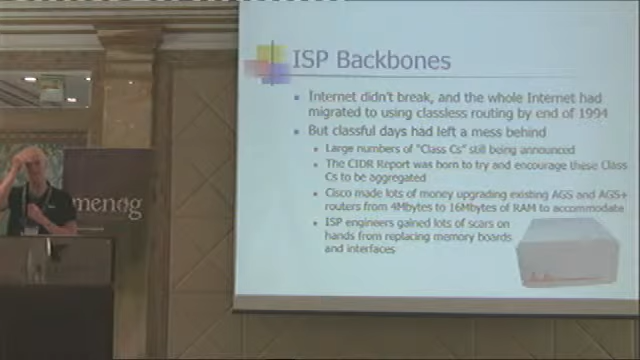 ISP Backbones
Internet didn't break, and the whole Internet had
migrated to using classless routing by end of 1994
But classful days had left a mess behind
Large numbers of "Class Cs" still being announced
The CIDR Report was born to try and encourage these Class
Cs to be aggregated
Cisco made lots of money upgrading existing AGS and AGS+
routers from 4Mbytes to 16Mbytes of RAM to accommodate
ISP engineers gained lots of scars on
hands from replacing memory boards
and interfaces
menog